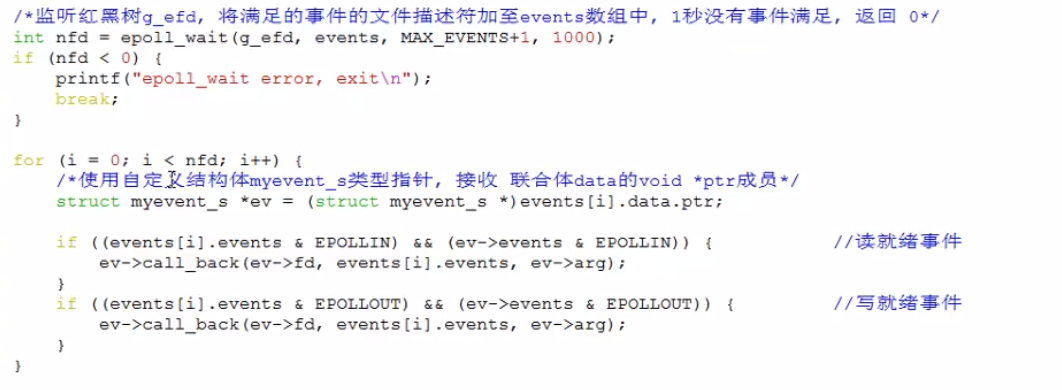 /*监听红黑树g_efd, 将满足的事件的文件描述符加至events数组中, 1秒没有事件满足, 返回 0*/
int nfd = epoll_wait(g_efd, events, MAX_EVENTS+1, 1000);
if (nfd < 0) {
    printf("epoll_wait error, exit\n");
    break;
}

for (i = 0; i < nfd; i++) {
    /*使用自定义结构体myevent_s类型指针, 接收 联合体data的void *ptr成员*/
    struct myevent_s *ev = (struct myevent_s *)events[i].data.ptr;

    if ((events[i].events & EPOLLIN) && (ev->events & EPOLLIN)) {           //读就绪事件
        ev->call_back(ev->fd, events[i].events, ev->arg);
    }
    if ((events[i].events & EPOLLOUT) && (ev->events & EPOLLOUT)) {         //写就绪事件
        ev->call_back(ev->fd, events[i].events, ev->arg);
    }
}